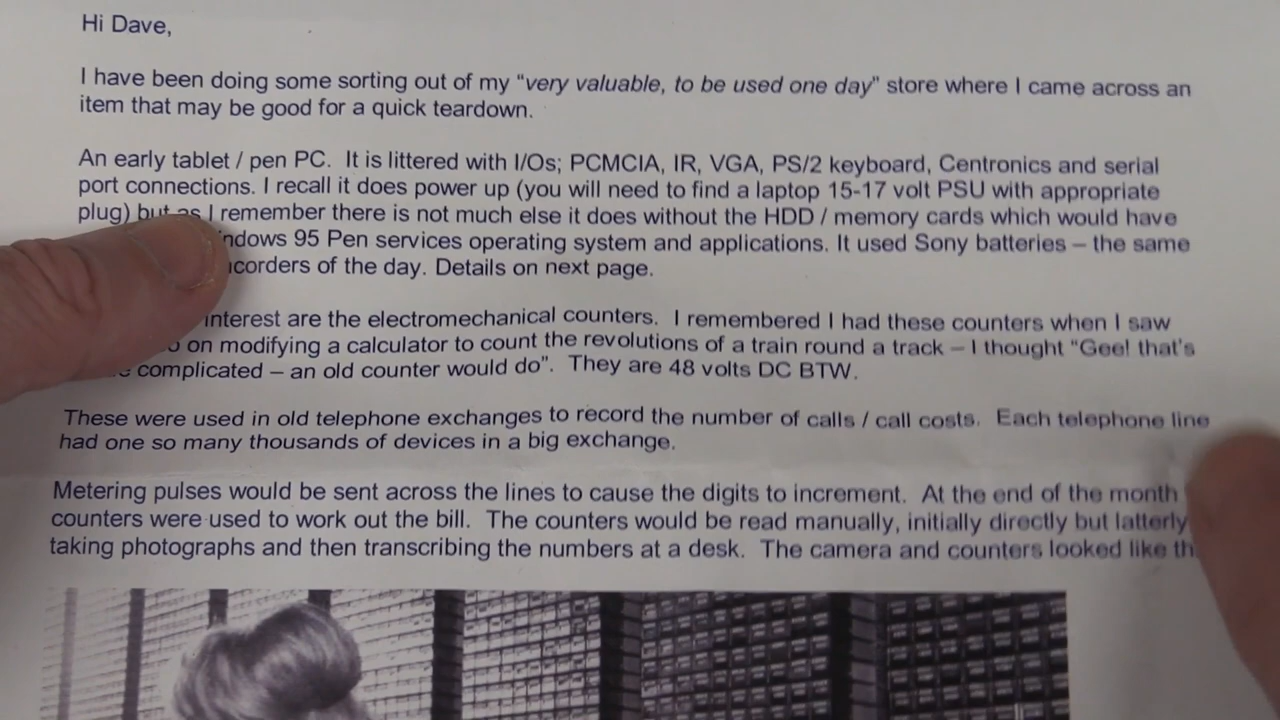 Hi Dave,
I have been doing some sorting out of my “very valuable, to be used one day” store where I came across an
item that may be good for a quick teardown.
An early tablet / pen PC. It is littered with I/Os; PCMCIA, IR, VGA, PS/2 keyboard, Centronics and serial
port connections. I recall it does power up (you will need to find a laptop 15-17 volt PSU with appropriate
plug) but as I remember there is not much else it does without the HDD / memory cards which would have
95 Pen services operating system and applications. It used Sony batteries – the same
of the day. Details on next page.
interest are the electromechanical counters. I remembered I had these counters when I saw
on modifying a calculator to count the revolutions of a train round a track – I thought “Gee! that's
complicated – an old counter would do”. They are 48 volts DC BTW.
These were used in old telephone exchanges to record the number of calls / call costs. Each telephone line
had one so many thousands of devices in a big exchange.
Metering pulses would be sent across the lines to cause the digits to increment. At the end of the month
counters were used to work out the bill. The counters would be read manually, initially directly but latterly
taking photographs and then transcribing the numbers at a desk. The camera and counters looked like